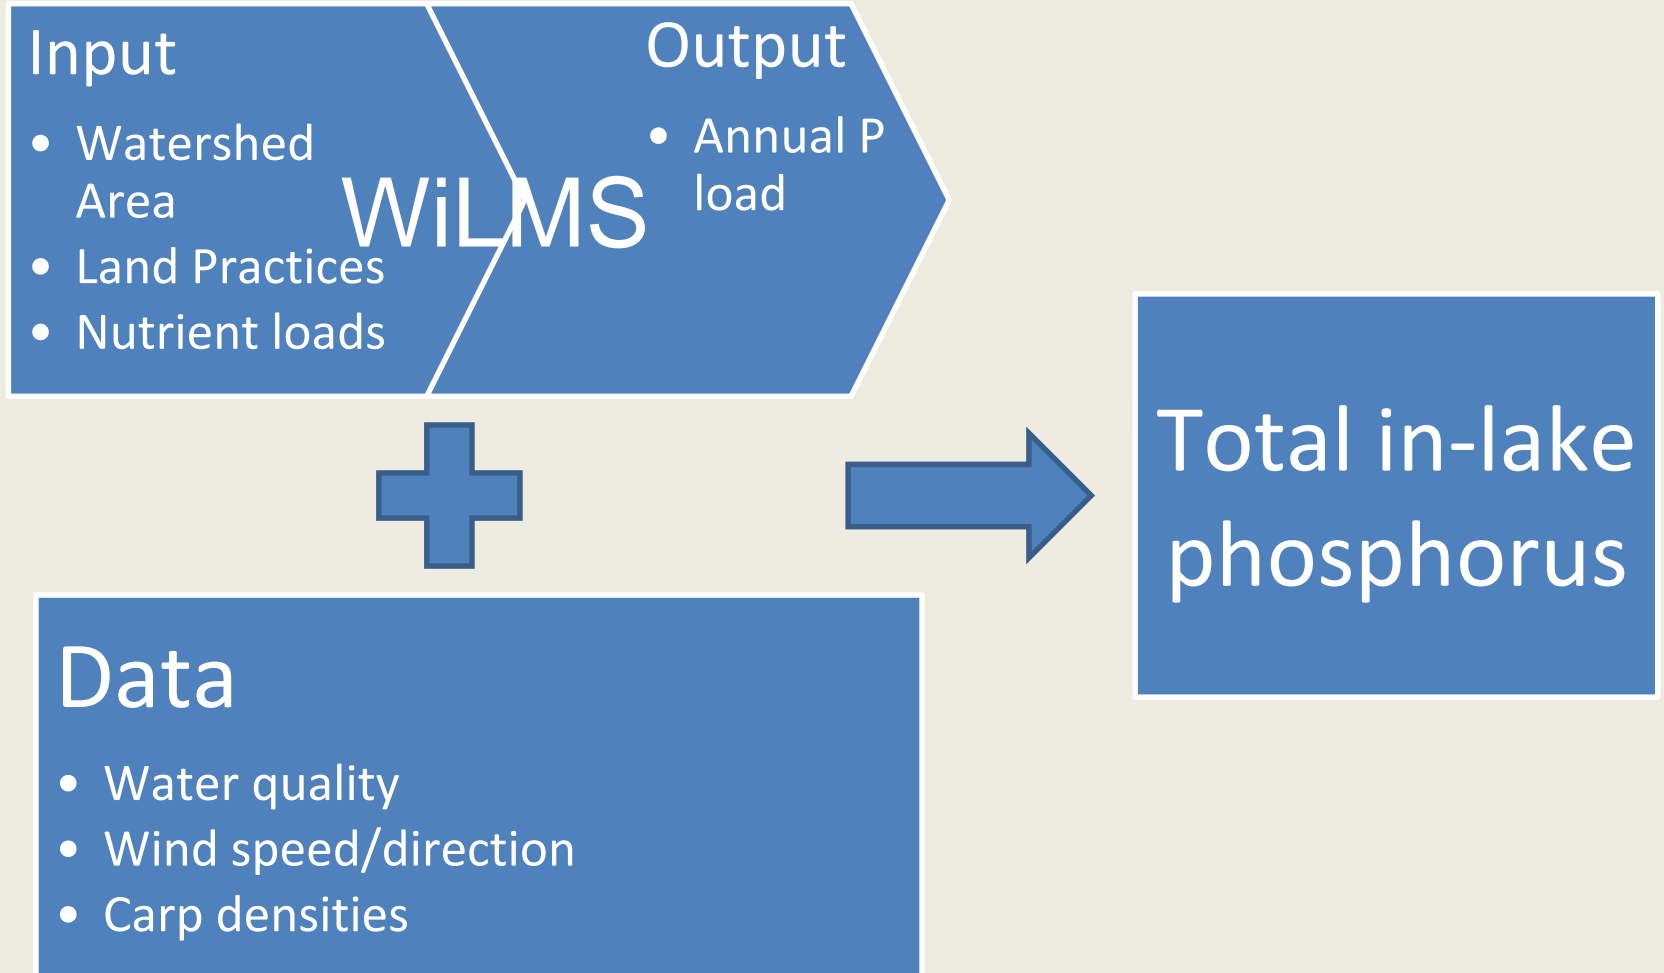 Input
• Watershed
Area
• Land Practices
• Nutrient loads
WiLMS
Output
• Annual P
load
Total in-lake
phosphorus
Data
• Water quality
• Wind speed/direction
• Carp densities